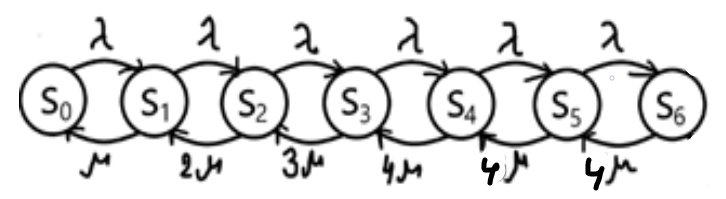 λ λ λ λ λ λ
S₀ S₁ S₂ S₃ S₄ S₅ S₆
μ 2μ 3μ 4μ 4μ 4μ